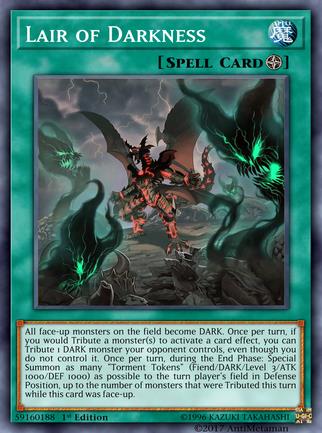 Lair of Darkness
[Spell Card]
All face-up monsters on the field become DARK. Once per turn, if
you would Tribute a monster(s) to activate a card effect, you can
Tribute 1 DARK monster your opponent controls, even though you
do not control it. Once per turn, during the End Phase: Special
Summon as many "Torment Tokens" (Fiend/DARK/Level 3/ATK
1000/DEF 1000) as possible to the turn player's field in Defense
Position, up to the number of monsters that were Tributed this turn
while this card was face-up.
59160188 1st Edition ©1996 KAZUKI TAKAHASHI
©2017 AntiMetaman